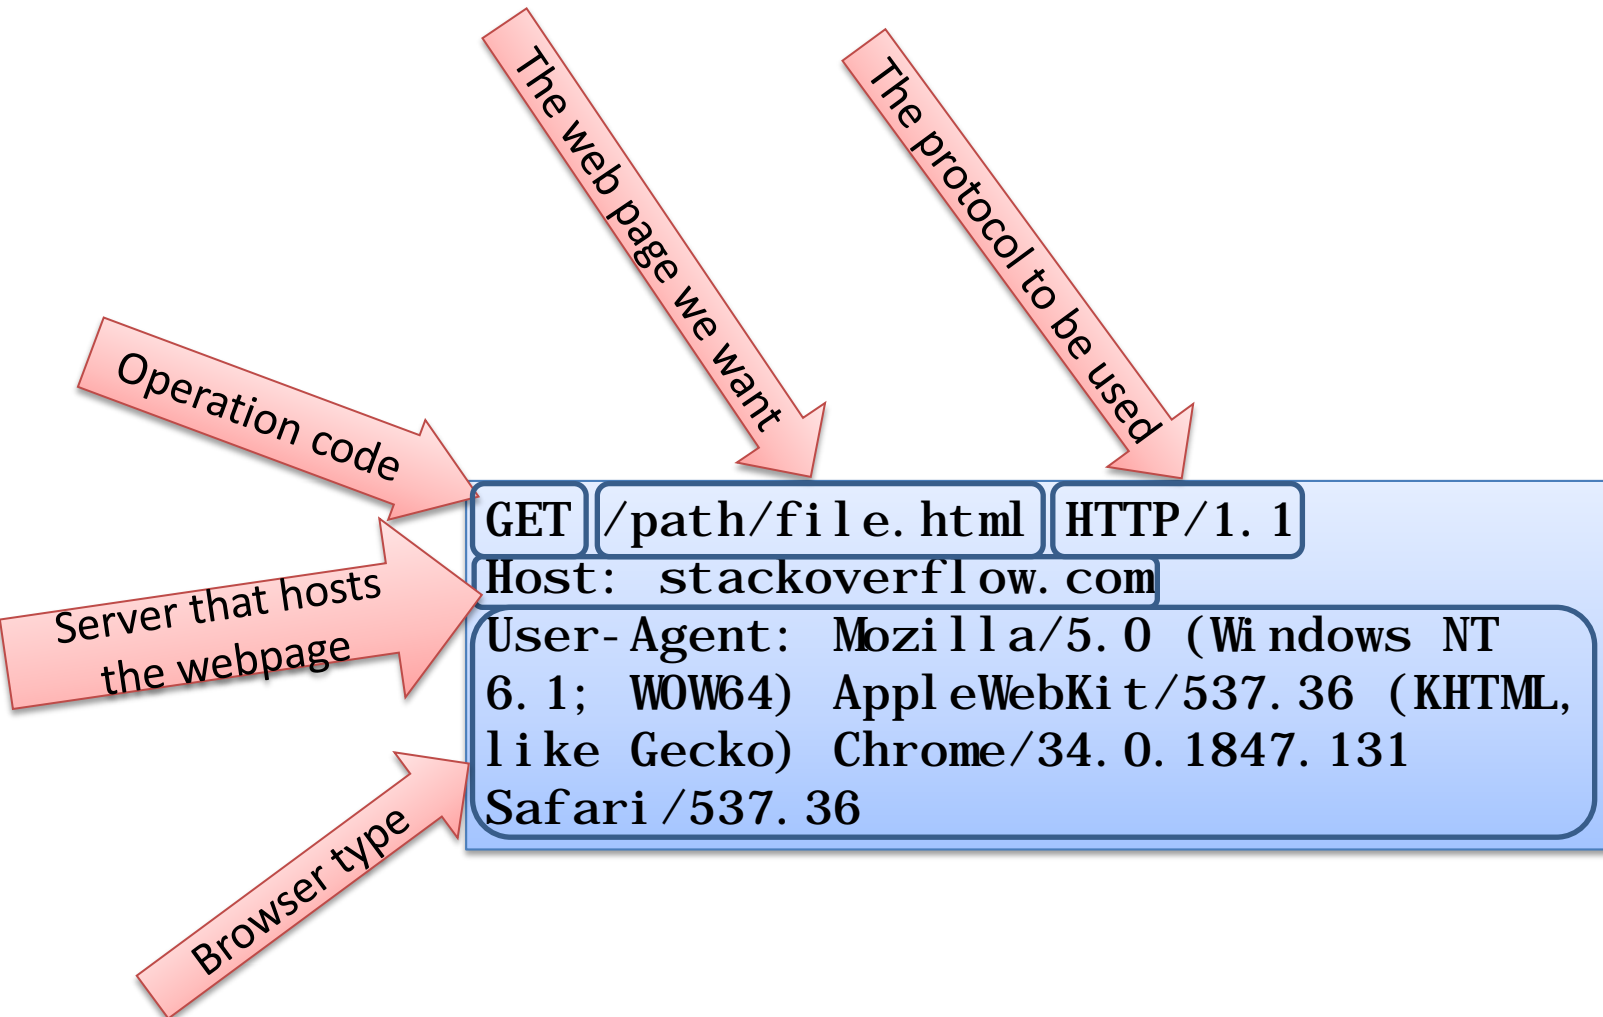 The web page we want
The protocol to be used
Operation code
GET /path/file.html HTTP/1.1
Server that hosts
the webpage
Host: stackoverflow.com
User-Agent: Mozilla/5.0 (Windows NT
6.1; WOW64) AppleWebKit/537.36 (KHTML,
like Gecko) Chrome/34.0.1847.131
Safari/537.36
Browser type